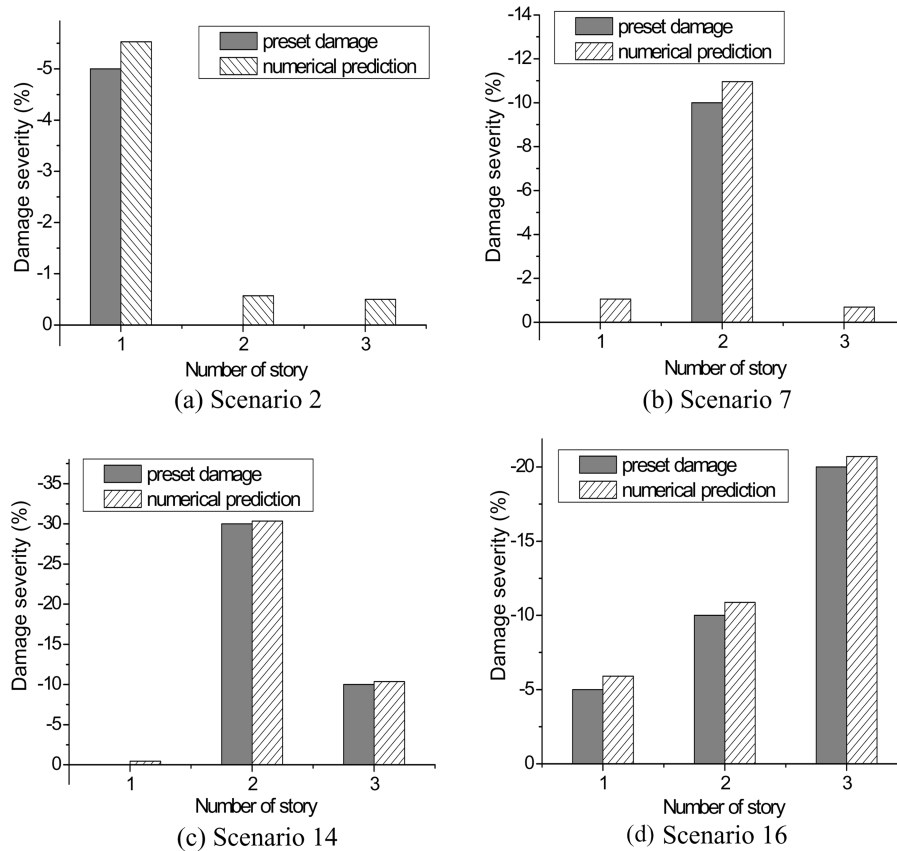 preset damage
numerical prediction
Damage severity (%)
-5
-4
-3
-2
-1
0
1 2 3
Number of story
(a) Scenario 2
preset damage
numerical prediction
Damage severity (%)
-14
-12
-10
-8
-6
-4
-2
0
1 2 3
Number of story
(b) Scenario 7
preset damage
numerical prediction
Damage severity (%)
-35
-30
-25
-20
-15
-10
-5
0
1 2 3
Number of story
(c) Scenario 14
preset damage
numerical prediction
Damage severity (%)
-20
-15
-10
-5
0
1 2 3
Number of story
(d) Scenario 16